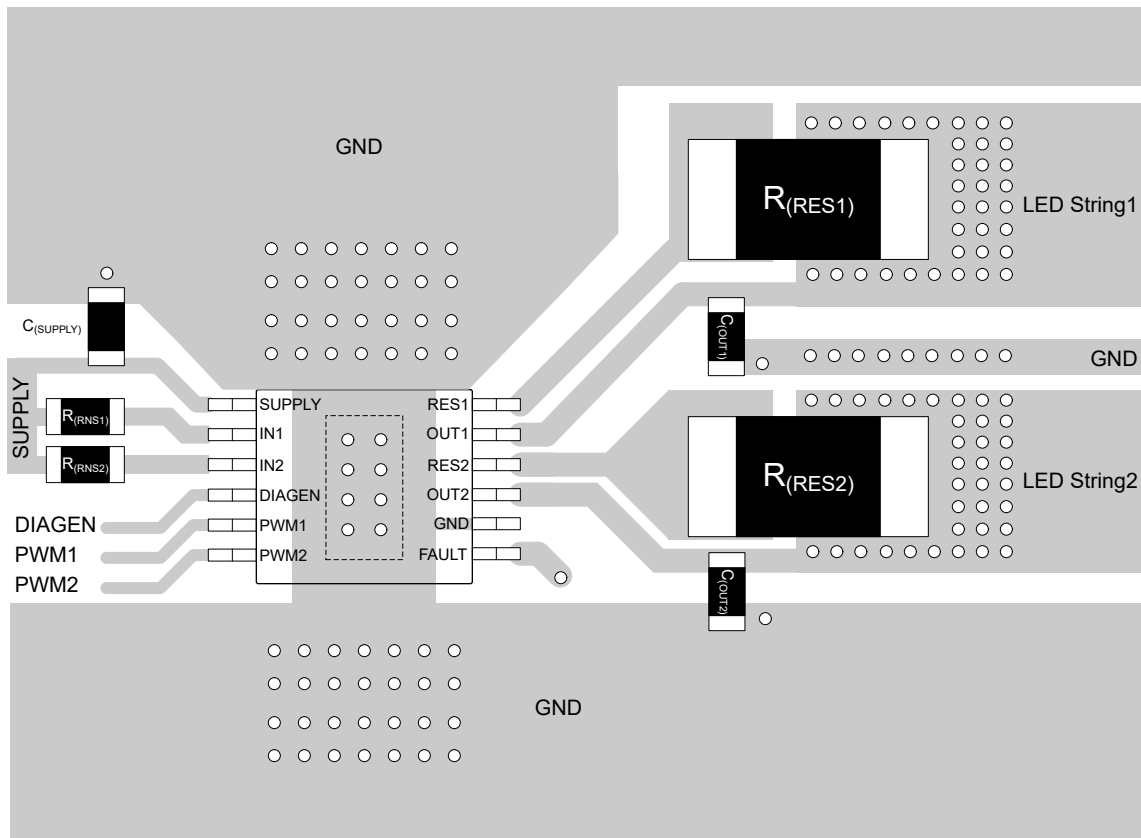 GND
R(RES1)
LED String1
C(SUPPLY)
C(OUT1)
GND
SUPPLY
R(RNS1)
R(RNS2)
SUPPLY
IN1
IN2
DIAGEN
PWM1
PWM2
RES1
OUT1
RES2
OUT2
GND
FAULT
R(RES2)
LED String2
DIAGEN
PWM1
PWM2
C(OUT2)
GND